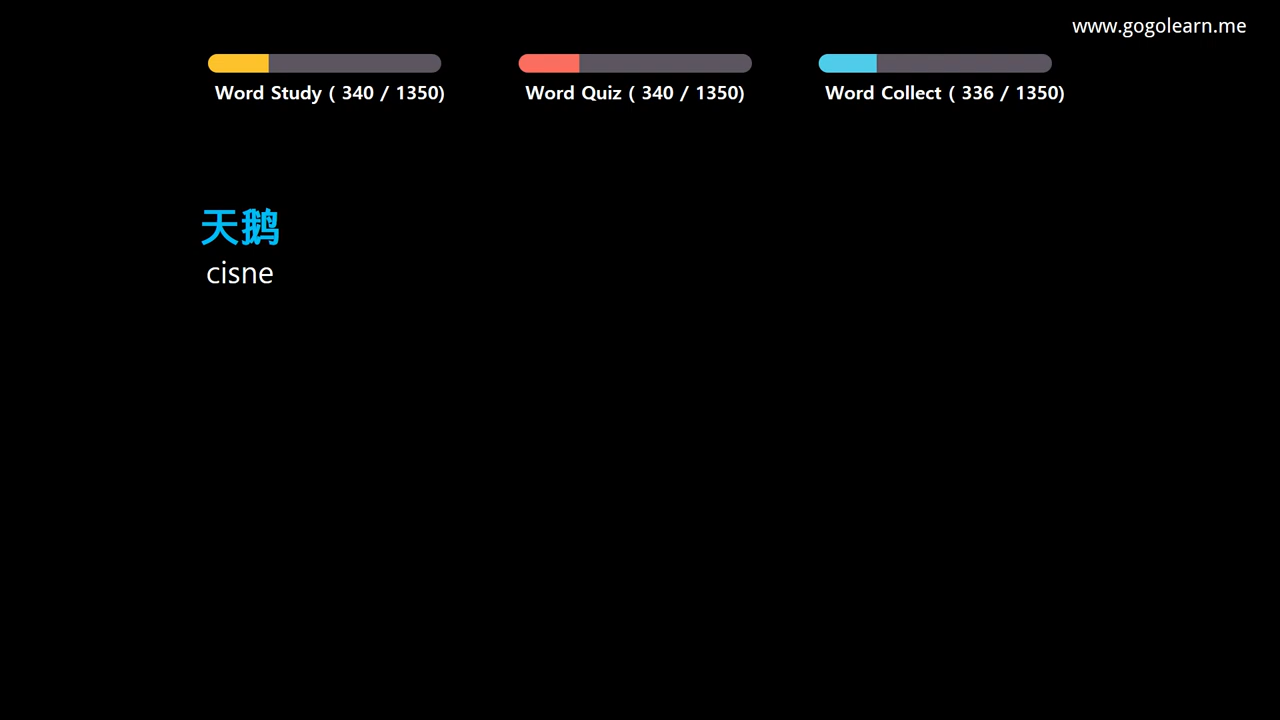 www.gogolearn.me
Word Study ( 340 / 1350)
Word Quiz ( 340 / 1350)
Word Collect ( 336 / 1350)
天鹅
cisne